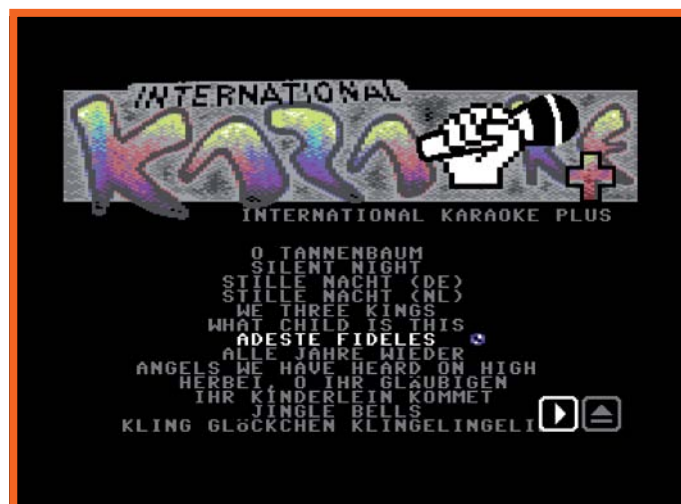 INTERNATIONAL
KARAOKE +
INTERNATIONAL KARAOKE PLUS
O TANNENBAUM
SILENT NIGHT
STILLE NACHT (DE)
STILLE NACHT (NL)
WE THREE KINGS
WHAT CHILD IS THIS
ADESTE FIDELES
ALLE JAHRE WIEDER
ANGELS WE HAVE HEARD ON HIGH
HERBEI, O IHR GLÄUBIGEN
IHR KINDERLEIN KOMMET
JINGLE BELLS
KLING GLÖCKCHEN KLINGELINGELI